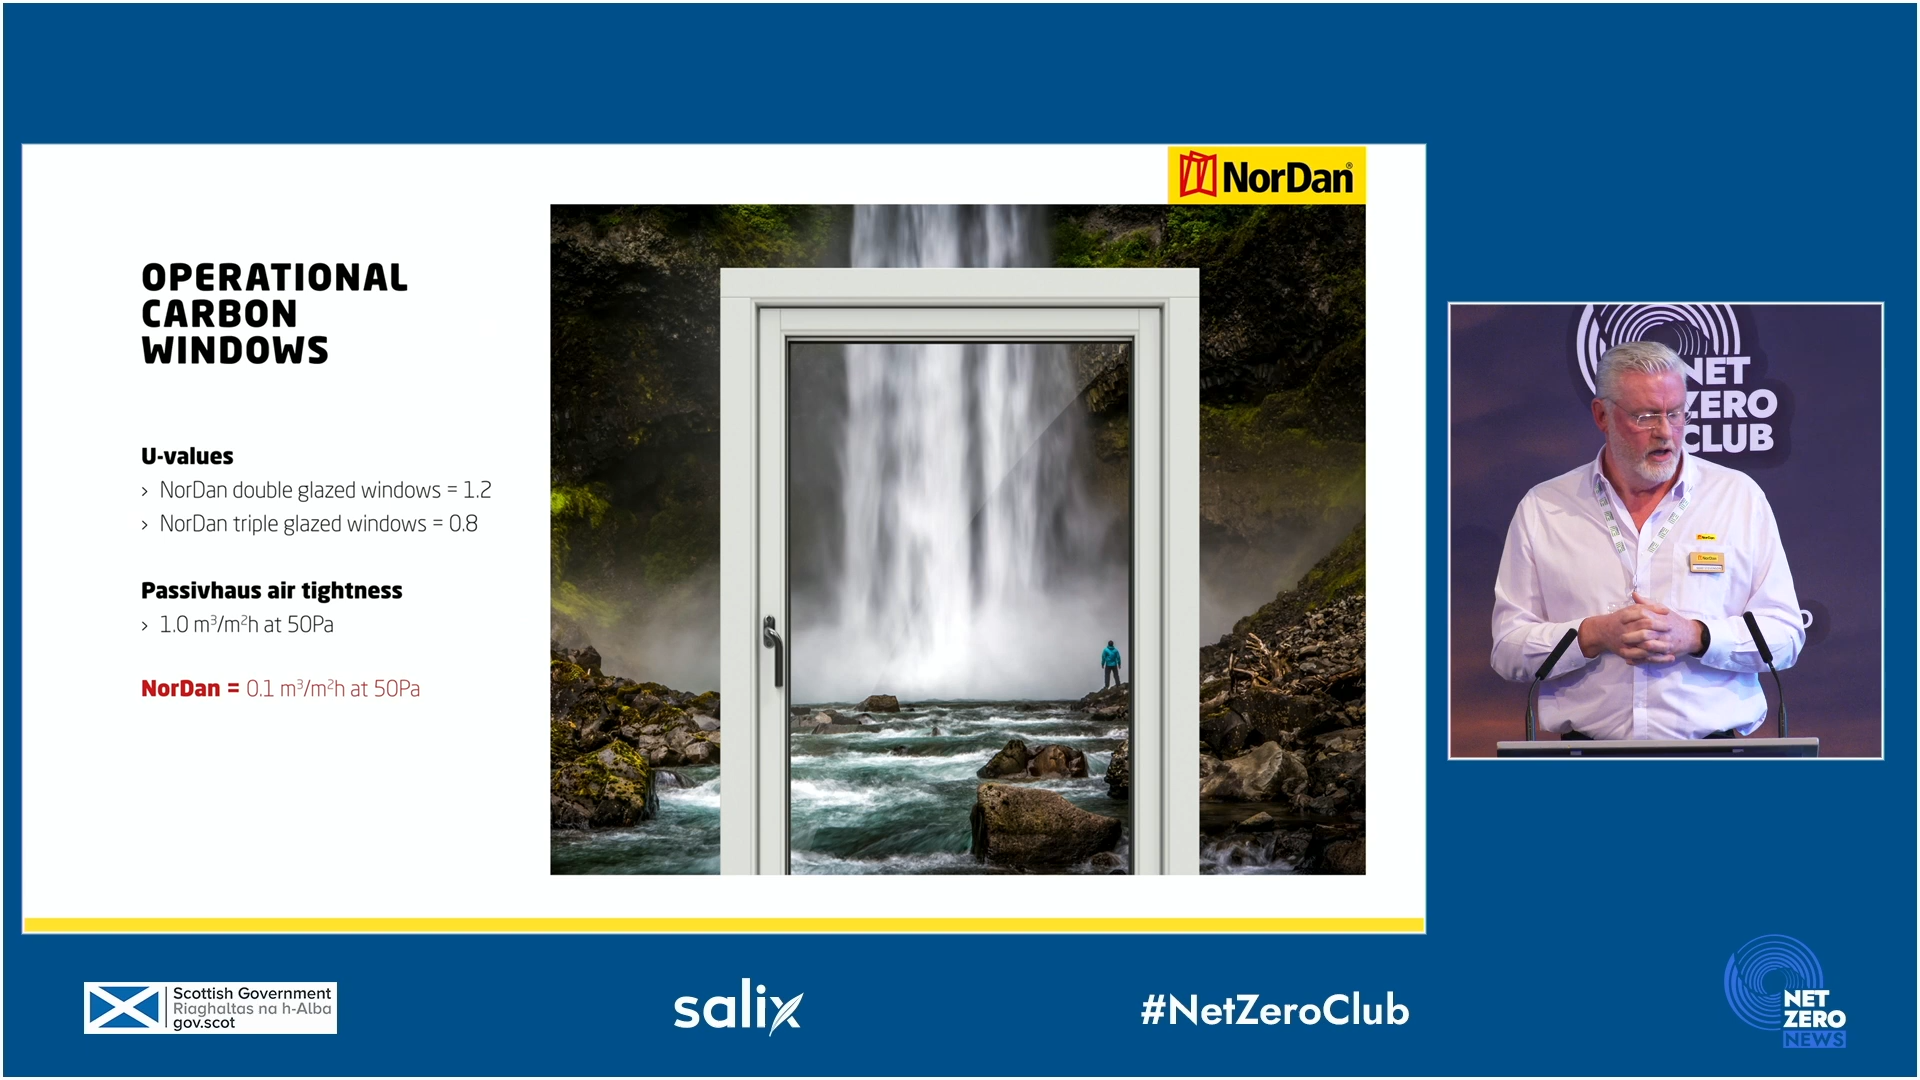 NorDan®
OPERATIONAL
CARBON
WINDOWS
U-values
› NorDan double glazed windows = 1.2
› NorDan triple glazed windows = 0.8
Passivhaus air tightness
› 1.0 m³/m²h at 50Pa
NorDan = 0.1 m³/m²h at 50Pa
NET
ZERO
CLUB
NorDan
NorDan
Scottish Government
Riaghaltas na h-Alba
gov.scot
salix
#NetZeroClub
NET
ZERO
NEWS